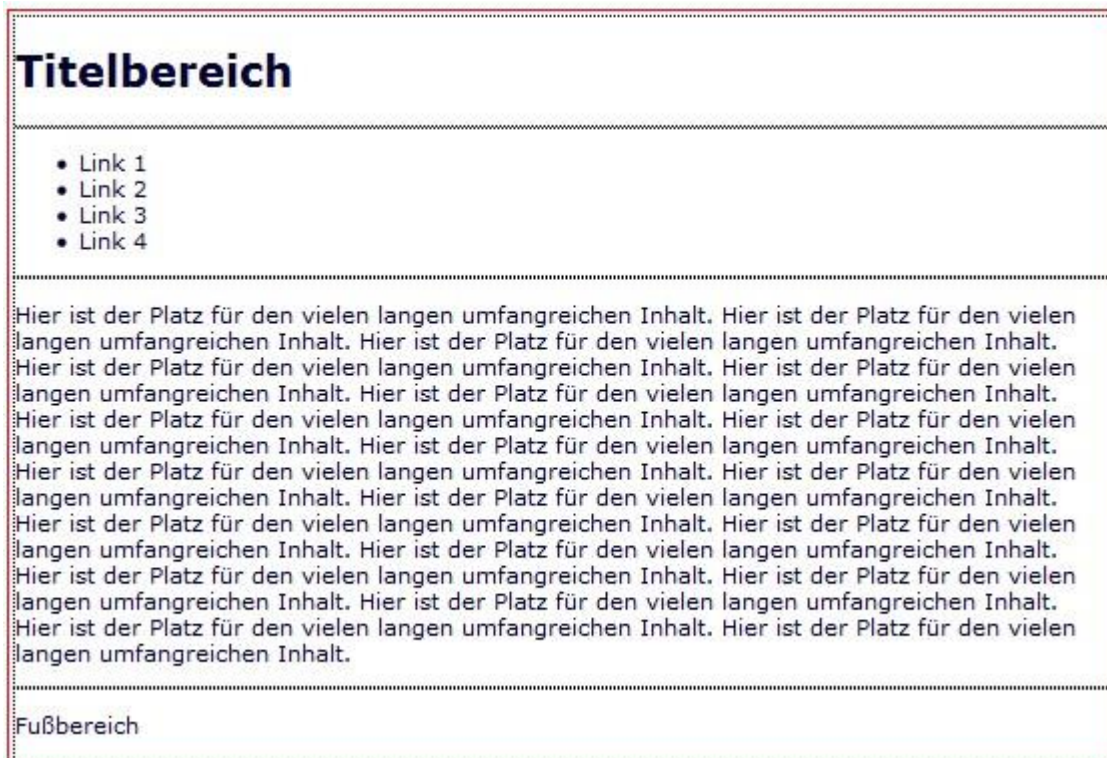 Titelbereich
• Link 1
• Link 2
• Link 3
• Link 4
Hier ist der Platz für den vielen langen umfangreichen Inhalt. Hier ist der Platz für den vielen
langen umfangreichen Inhalt. Hier ist der Platz für den vielen langen umfangreichen Inhalt.
Hier ist der Platz für den vielen langen umfangreichen Inhalt. Hier ist der Platz für den vielen
langen umfangreichen Inhalt. Hier ist der Platz für den vielen langen umfangreichen Inhalt.
Hier ist der Platz für den vielen langen umfangreichen Inhalt. Hier ist der Platz für den vielen
langen umfangreichen Inhalt. Hier ist der Platz für den vielen langen umfangreichen Inhalt.
Hier ist der Platz für den vielen langen umfangreichen Inhalt. Hier ist der Platz für den vielen
langen umfangreichen Inhalt. Hier ist der Platz für den vielen langen umfangreichen Inhalt.
Hier ist der Platz für den vielen langen umfangreichen Inhalt. Hier ist der Platz für den vielen
langen umfangreichen Inhalt. Hier ist der Platz für den vielen langen umfangreichen Inhalt.
Hier ist der Platz für den vielen langen umfangreichen Inhalt. Hier ist der Platz für den vielen
langen umfangreichen Inhalt. Hier ist der Platz für den vielen langen umfangreichen Inhalt.
Hier ist der Platz für den vielen langen umfangreichen Inhalt. Hier ist der Platz für den vielen
langen umfangreichen Inhalt.
Fußbereich